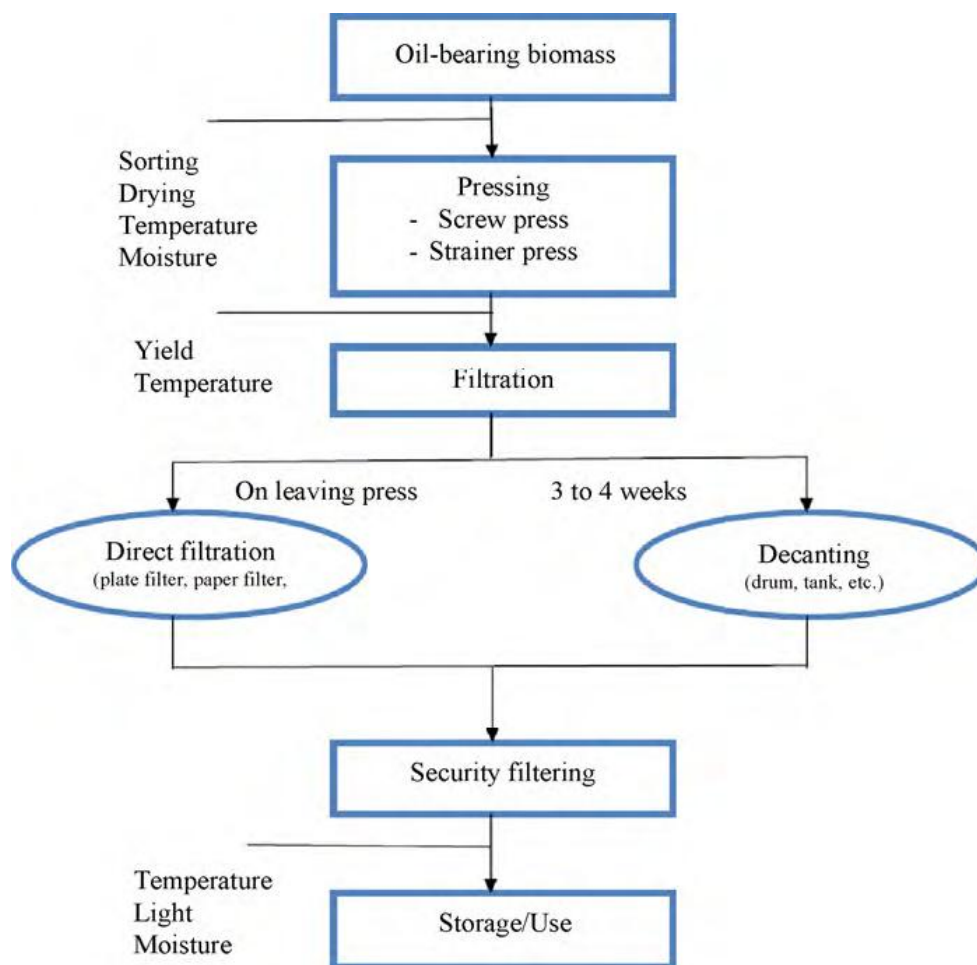 Oil-bearing biomass
Sorting
Drying
Temperature
Moisture
Pressing
- Screw press
- Strainer press
Yield
Temperature
Filtration
On leaving press
3 to 4 weeks
Direct filtration
(plate filter, paper filter,
Decanting
(drum, tank, etc.)
Security filtering
Temperature
Light
Moisture
Storage/Use